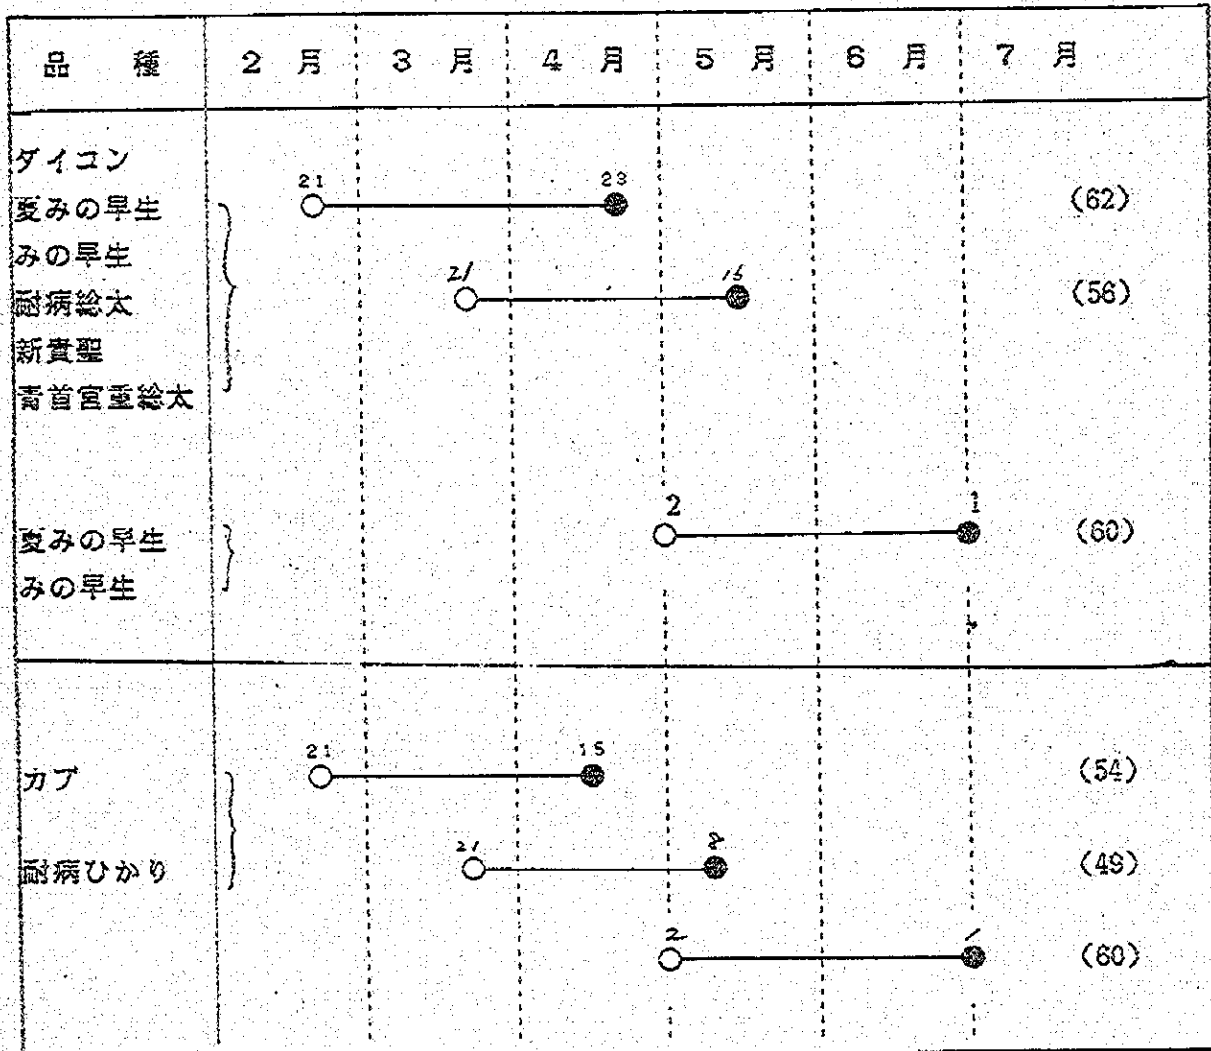 品 種 2 月 3 月 4 月 5 月 6 月 7 月
ダイコン
21 23
夏みの早生 (62)
みの早生
21 15
耐病総太 (56)
新貴聖
青首宮重総太
2 1
夏みの早生 (60)
みの早生
21 15
カブ (54)
21 8
耐病ひかり (49)
2 1
(60)